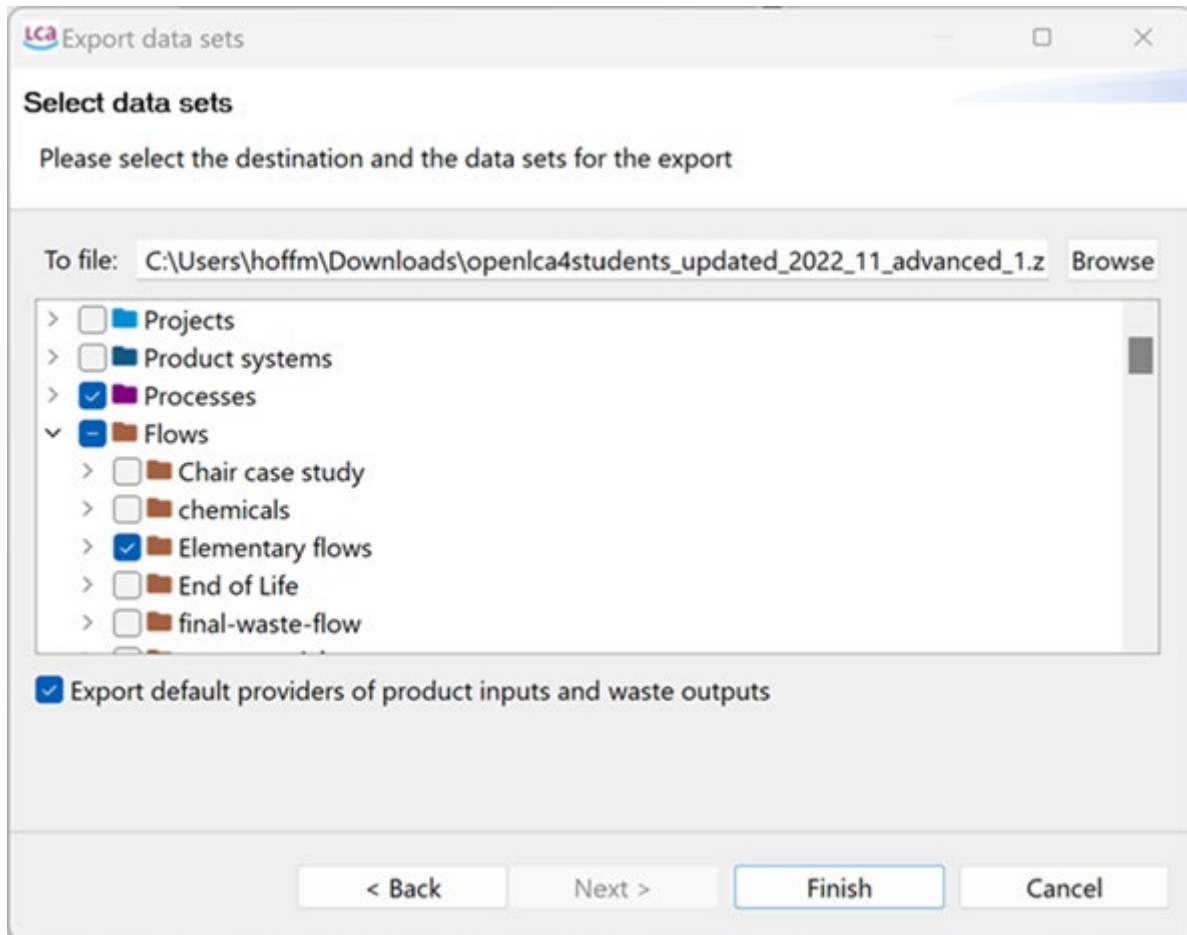 LCA Export data sets
Select data sets
Please select the destination and the data sets for the export
To file: C:\Users\hoffm\Downloads\openlca4students_updated_2022_11_advanced_1.z Browse
Projects
Product systems
Processes
Flows
Chair case study
chemicals
Elementary flows
End of Life
final-waste-flow
Export default providers of product inputs and waste outputs
< Back Next > Finish Cancel